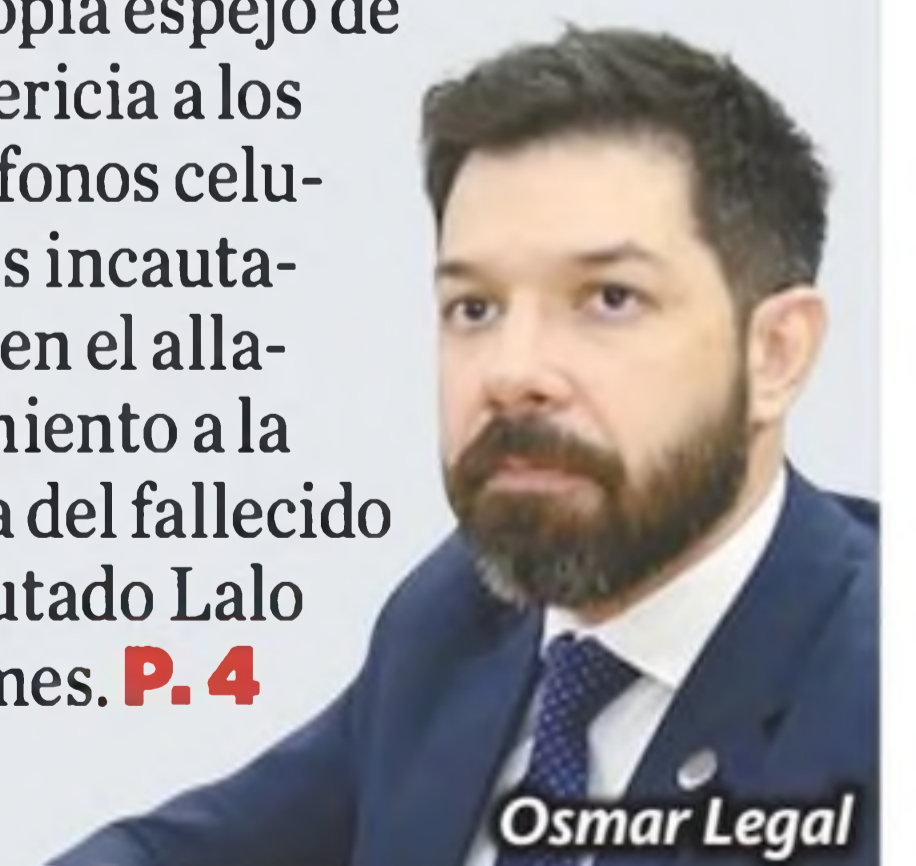 opia espejo de
ericia a los
fonos celu-
s incauta-
en el alla-
miento a la
a del fallecido
utado Lalo
nes. P. 4
Osmar Legal